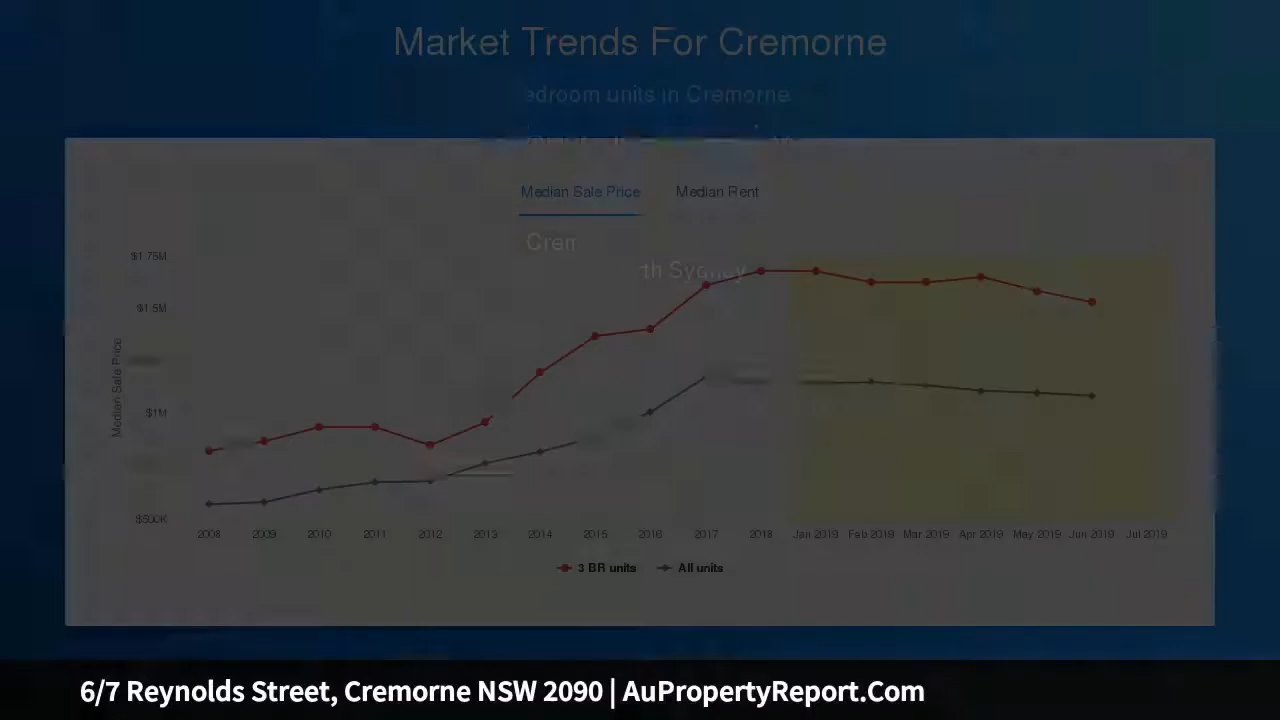 Market Trends For Cremorne
edroom units in Cremorne
Median Sale Price Median Rent
Crem
th Sydney
$1.75M
$1.5M
$1M
$500K
Median Sale Price
2008 2009 2010 2011 2012 2013 2014 2015 2016 2017 2018 Jan 2019 Feb 2019 Mar 2019 Apr 2019 May 2019 Jun 2019 Jul 2019
3 BR units All units
6/7 Reynolds Street, Cremorne NSW 2090 | AuPropertyReport.Com